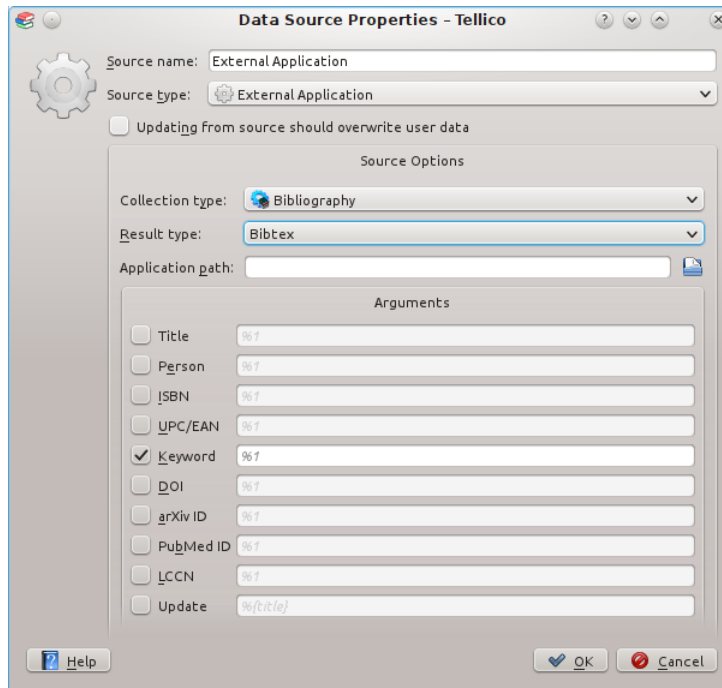 Data Source Properties – Tellico
Source name: External Application
Source type: External Application
Updating from source should overwrite user data
Source Options
Collection type: Bibliography
Result type: Bibtex
Application path:
Arguments
Title %1
Person %1
ISBN %1
UPC/EAN %1
Keyword %1
DOI %1
arXiv ID %1
PubMed ID %1
LCCN %1
Update %{title}
Help OK Cancel